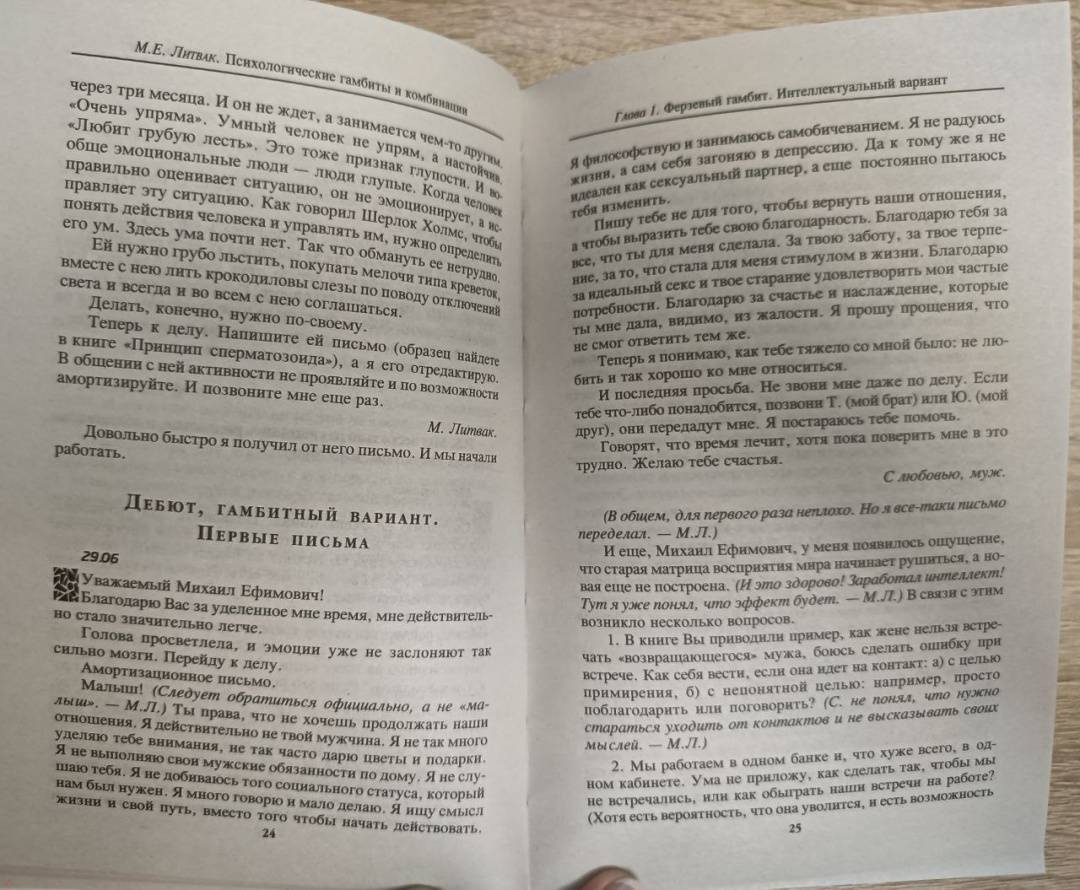 М.Е. Литвак. Психологические гамбиты и комбинации
через три месяца. И он не ждет, а занимается чем-то другим.
«Очень упряма». Умный человек не упрям, а настойчив.
«Любит грубую лесть». Это тоже признак глупости. И во-
обще эмоциональные люди — люди глупые. Когда человек
правильно оценивает ситуацию, он не эмоционирует, а ис-
правляет эту ситуацию. Как говорил Шерлок Холмс, чтобы
понять действия человека и управлять им, нужно определить
его ум. Здесь ума почти нет. Так что обмануть ее нетрудно.
Ей нужно грубо льстить, покупать мелочи типа креветок,
вместе с нею лить крокодиловы слезы по поводу отключений
света и всегда и во всем с нею соглашаться.
Делать, конечно, нужно по-своему.
Теперь к делу. Напишите ей письмо (образец найдете
в книге «Принцип сперматозоида»), а я его отредактирую.
В общении с ней активности не проявляйте и по возможности
амортизируйте. И позвоните мне еще раз.
М. Литвак.
Довольно быстро я получил от него письмо. И мы начали
работать.
Дебют, гамбитный вариант.
Первые письма
29.06
Уважаемый Михаил Ефимович!
Благодарю Вас за уделенное мне время, мне действитель-
но стало значительно легче.
Голова просветлела, и эмоции уже не заслоняют так
сильно мозги. Перейду к делу.
Амортизационное письмо.
Малыш! (Следует обратиться официально, а не «ма-
лыш». — М.Л.) Ты права, что не хочешь продолжать наши
отношения. Я действительно не твой мужчина. Я не так много
уделяю тебе внимания, не так часто дарю цветы и подарки.
Я не выполняю свои мужские обязанности по дому. Я не слу-
шаю тебя. Я не добиваюсь того социального статуса, который
нам был нужен. Я много говорю и мало делаю. Я ищу смысл
жизни и свой путь, вместо того чтобы начать действовать.
24
Глава 1. Ферзевый гамбит. Интеллектуальный вариант
Я философствую и занимаюсь самобичеванием. Я не радуюсь
жизни, а сам себя загоняю в депрессию. Да к тому же я не
идеален как сексуальный партнер, а еще постоянно пытаюсь
тебя изменить.
Пишу тебе не для того, чтобы вернуть наши отношения,
а чтобы выразить тебе свою благодарность. Благодарю тебя за
все, что ты для меня сделала. За твою заботу, за твое терпе-
ние, за то, что стала для меня стимулом в жизни. Благодарю
за идеальный секс и твое старание удовлетворить мои частые
потребности. Благодарю за счастье и наслаждение, которые
ты мне дала, видимо, из жалости. Я прошу прощения, что
не смог ответить тем же.
Теперь я понимаю, как тебе тяжело со мной было: не лю-
бить и так хорошо ко мне относиться.
И последняя просьба. Не звони мне даже по делу. Если
тебе что-либо понадобится, позвони Т. (мой брат) или Ю. (мой
друг), они передадут мне. Я постараюсь тебе помочь.
Говорят, что время лечит, хотя пока поверить мне в это
трудно. Желаю тебе счастья.
С любовью, муж.
(В общем, для первого раза неплохо. Но я все-таки письмо
переделал. — М.Л.)
И еще, Михаил Ефимович, у меня появилось ощущение,
что старая матрица восприятия мира начинает рушиться, а но-
вая еще не построена. (И это здорово! Заработал интеллект!
Тут я уже понял, что эффект будет. — М.Л.) В связи с этим
возникло несколько вопросов.
1. В книге Вы приводили пример, как жене нельзя встре-
чать «возвращающегося» мужа, боюсь сделать ошибку при
встрече. Как себя вести, если она идет на контакт: а) с целью
примирения, б) с непонятной целью: например, просто
поблагодарить или поговорить? (С. не понял, что нужно
стараться уходить от контактов и не высказывать своих
мыслей. — М.Л.)
2. Мы работаем в одном банке и, что хуже всего, в од-
ном кабинете. Ума не приложу, как сделать так, чтобы мы
не встречались, или как обыграть наши встречи на работе?
(Хотя есть вероятность, что она уволится, и есть возможность
25